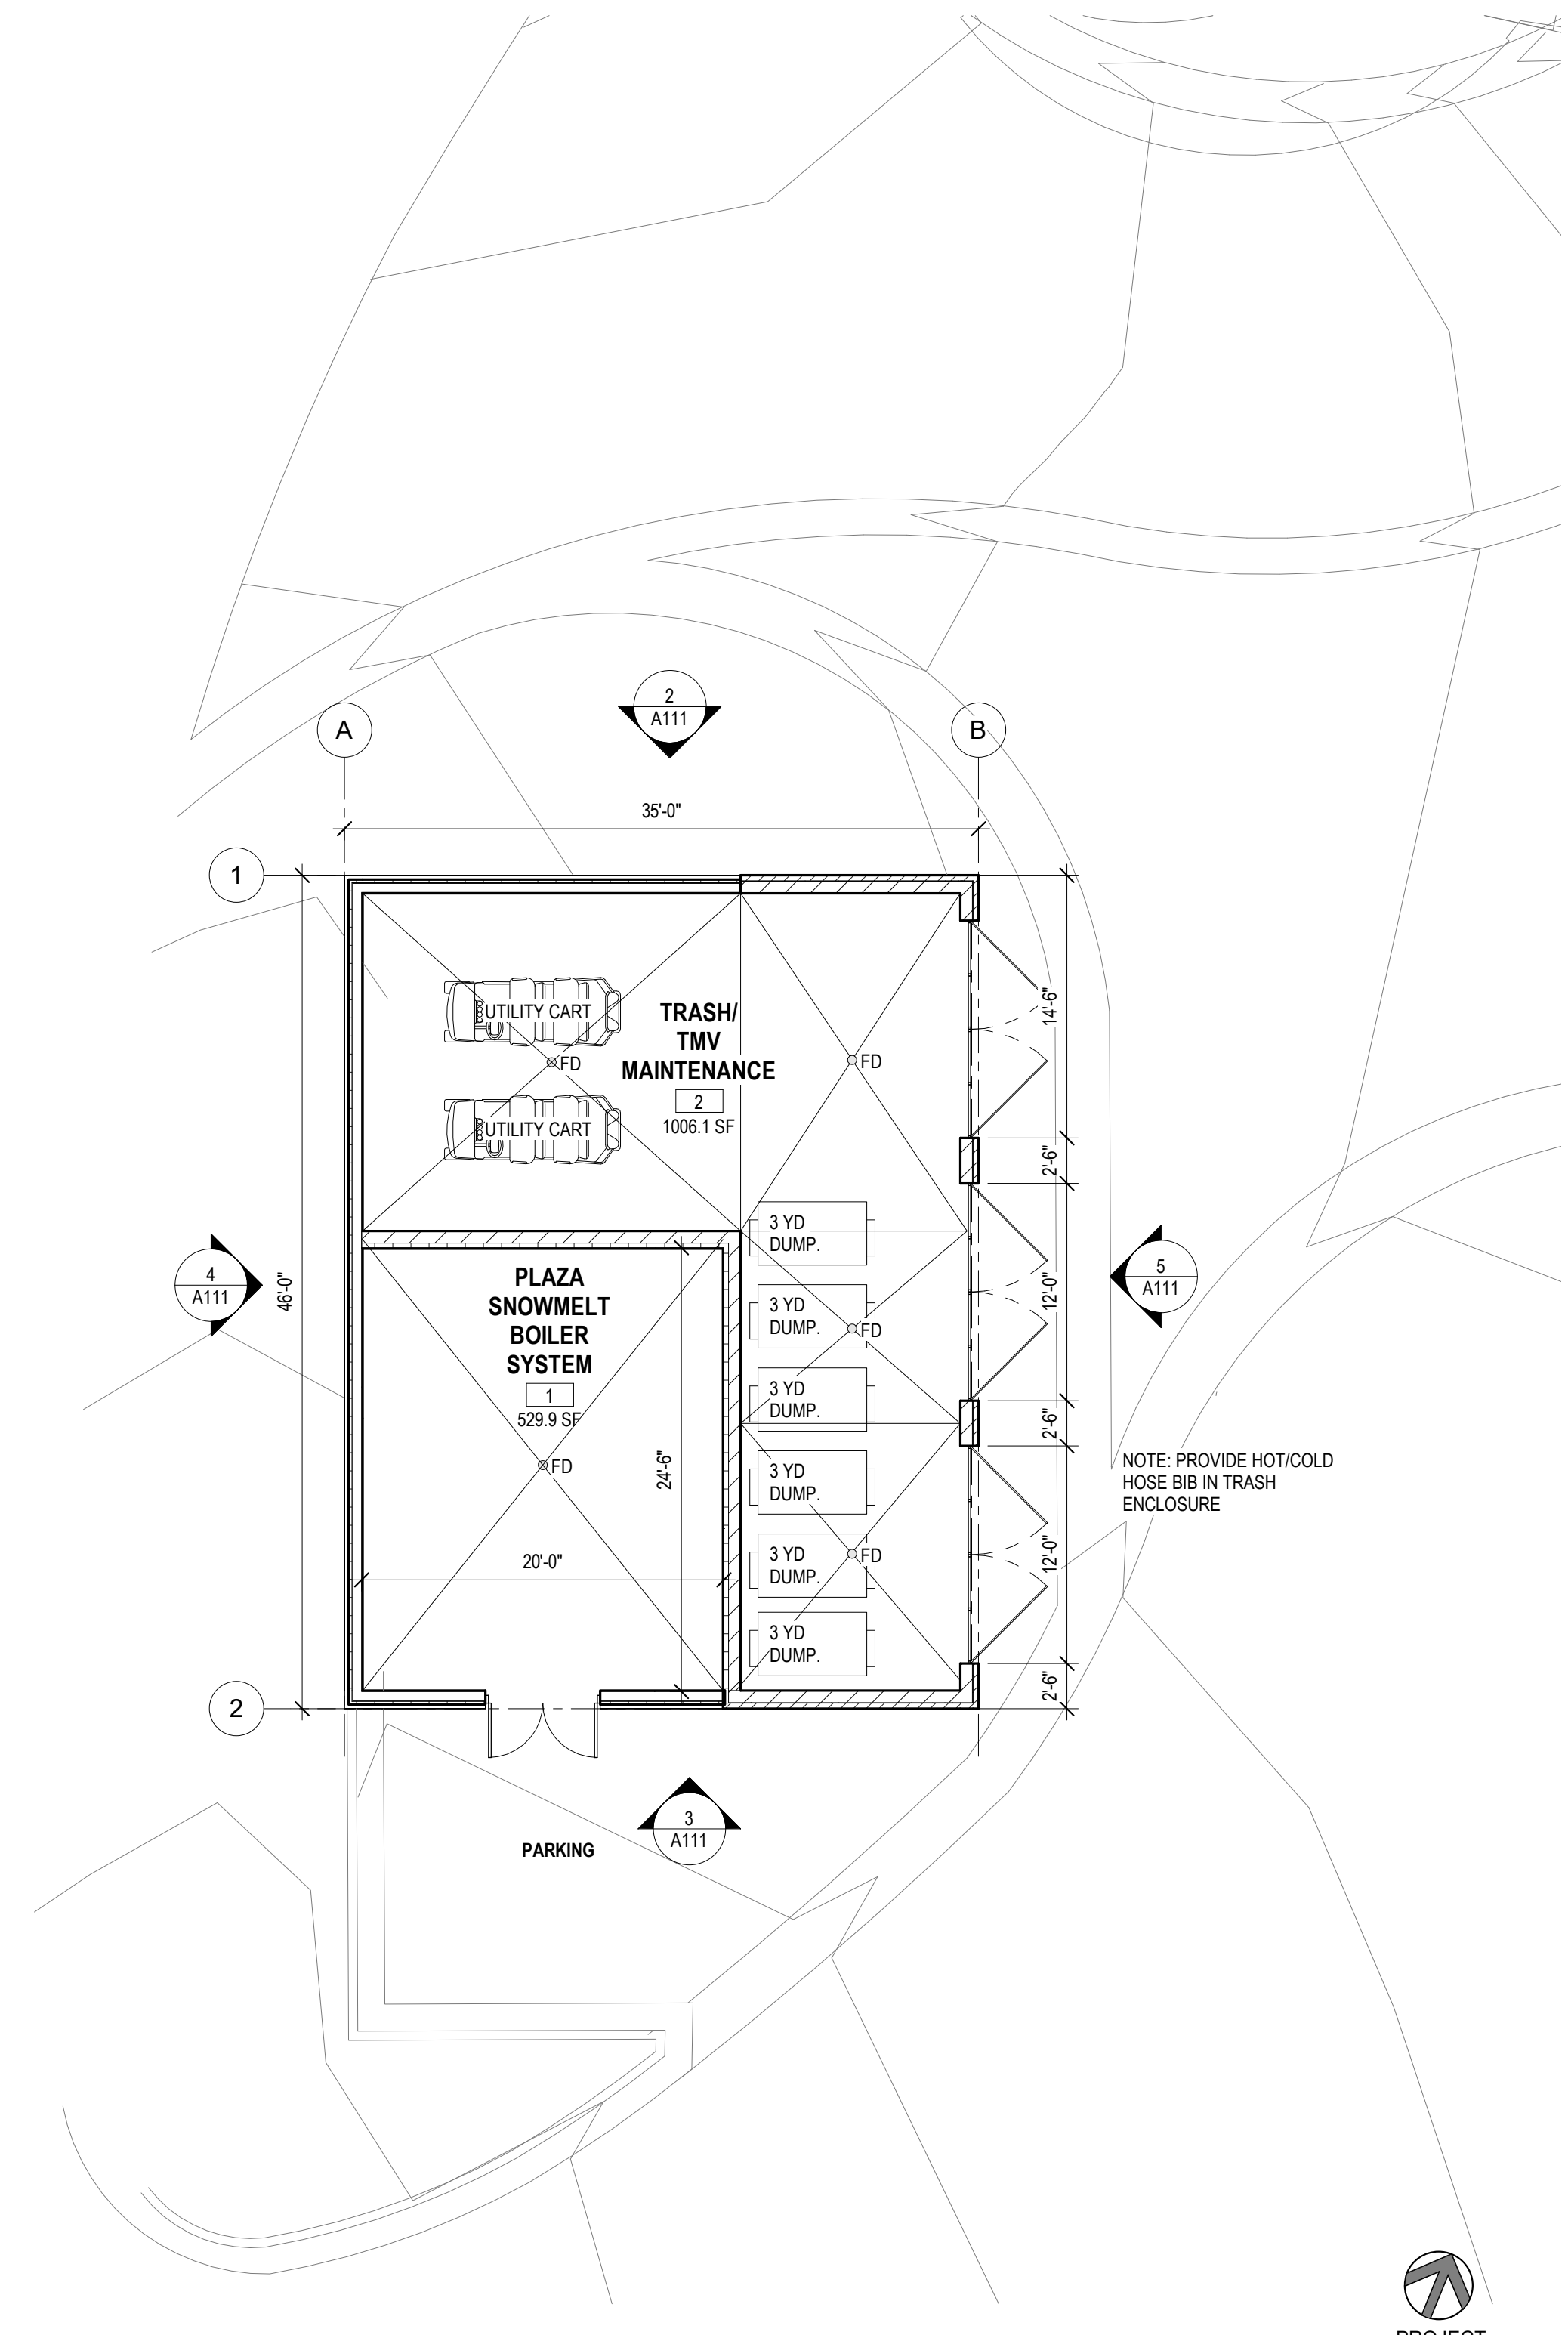 2
A111
A
B
35'-0"
1
UTILITY CART
FD
UTILITY CART
TRASH/
TMV
MAINTENANCE
2
1006.1 SF
FD
14'-6"
2'-6"
12'-0"
2'-6"
12'-0"
2'-6"
46'-0"
4
A111
5
A111
PLAZA
SNOWMELT
BOILER
SYSTEM
1
529.9 SF
FD
24'-6"
20'-0"
3 YD
DUMP.
3 YD
DUMP.
FD
3 YD
DUMP.
3 YD
DUMP.
3 YD
DUMP.
FD
3 YD
DUMP.
NOTE: PROVIDE HOT/COLD
HOSE BIB IN TRASH
ENCLOSURE
2
3
A111
PARKING